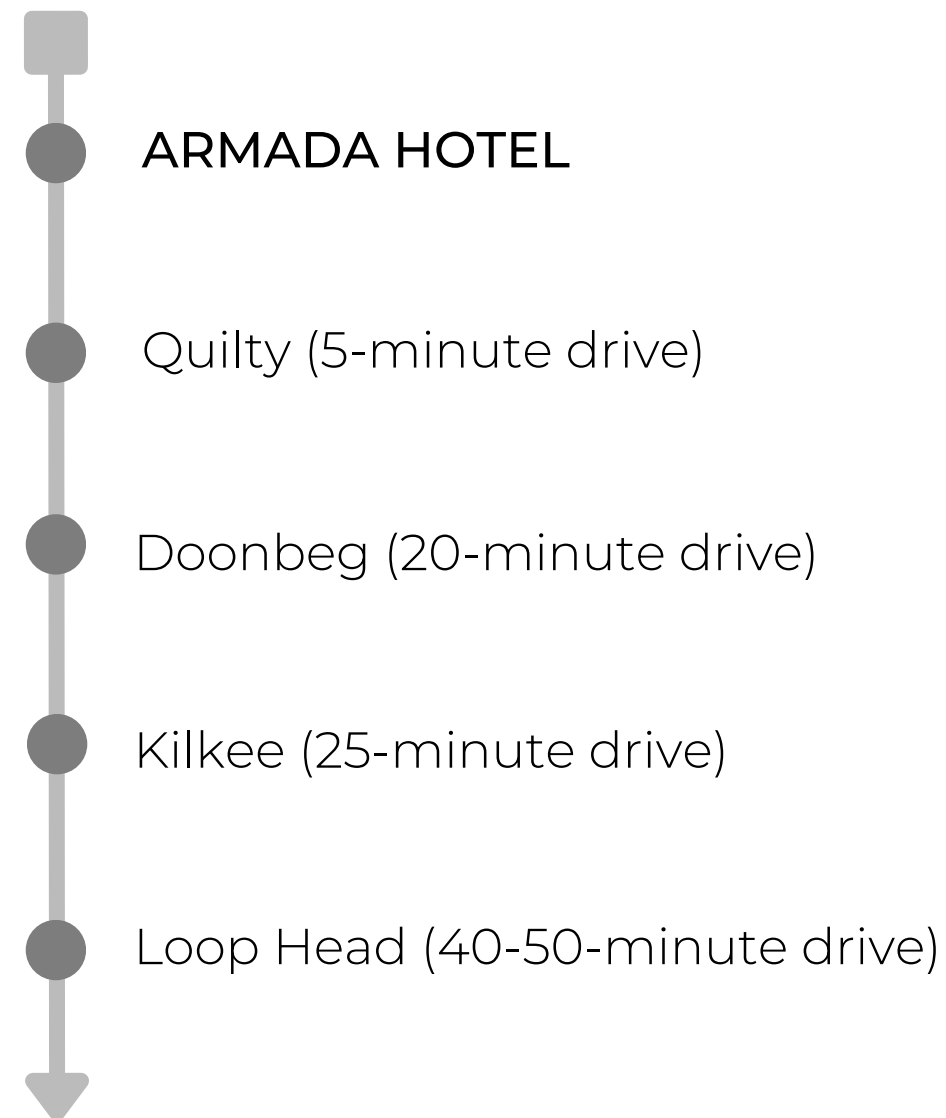 ARMADA HOTEL
Quilty (5-minute drive)
Doonbeg (20-minute drive)
Kilkee (25-minute drive)
Loop Head (40-50-minute drive)